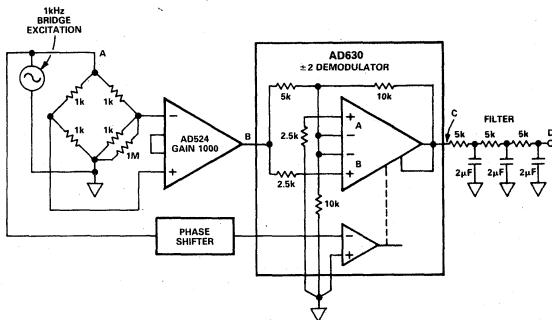 1kHz
BRIDGE
EXCITATION
A
1k
1k
1k
1k
1M
AD524
GAIN 1000
−
+
B
PHASE
SHIFTER
AD630
±2 DEMODULATOR
5k
10k
2.5k
2.5k
+
A
−
−
B
+
10k
−
+
C
FILTER
5k
5k
5k
D
2µF
2µF
2µF